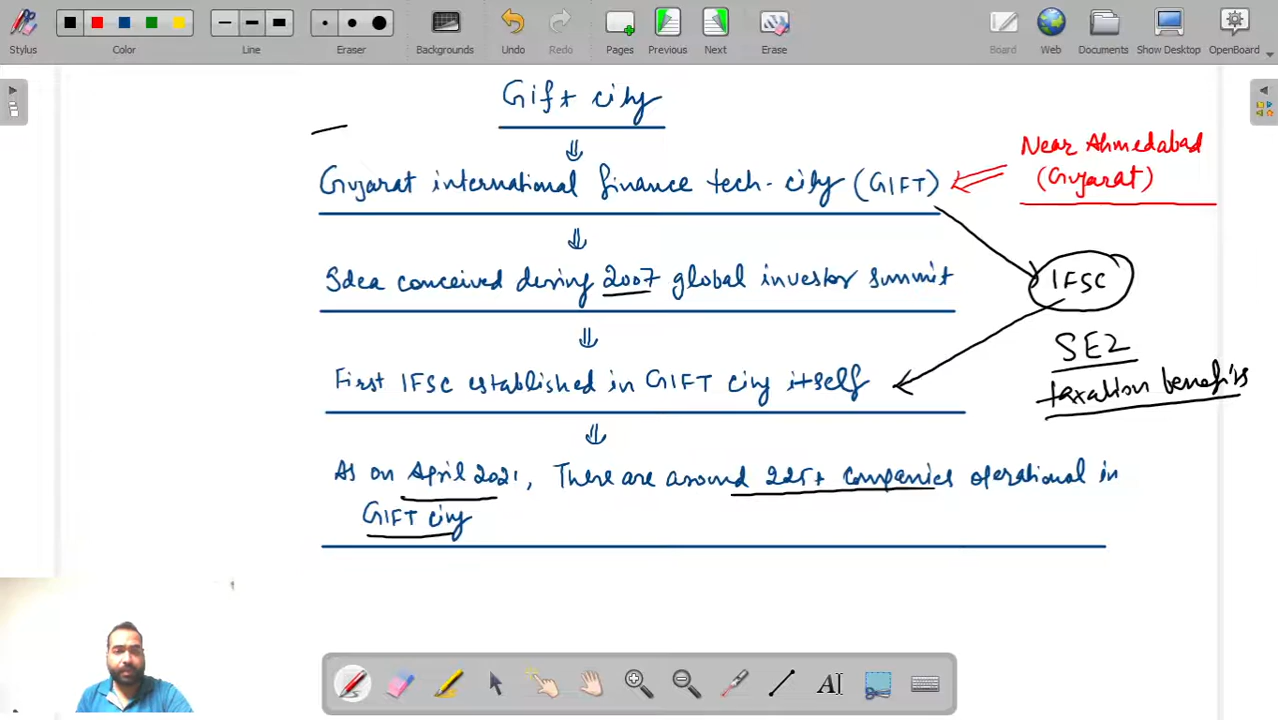 Stylus
Color
Line
Eraser
Backgrounds
Undo
Redo
Pages
Previous
Next
Erase
Board
Web
Documents
Show Desktop
OpenBoard
Gift city
Near Ahmedabad
(Gujarat)
Gujarat international finance tech-city (GIFT)
Idea conceived during 2007 global investor summit
IFSC
SEZ
First IFSC established in GIFT city itself
taxation benefits
As on April 2021, There are around 225+ companies operational in
GIFT city
AI